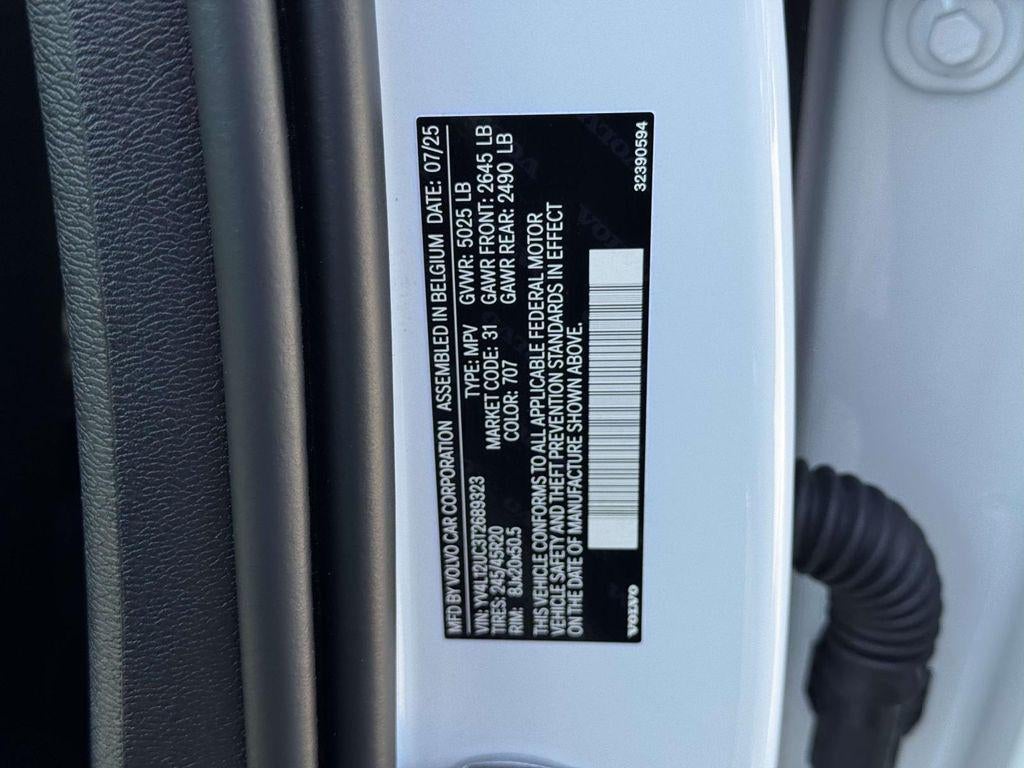 MFD BY VOLVO CAR CORPORATION ASSEMBLED IN BELGIUM DATE: 07/25
VIN: YV4L12UC3T2689323 TYPE: MPV GVWR: 5025 LB
TIRES: 245/45R20 MARKET CODE: 31 GAWR FRONT: 2645 LB
RIM: 8Jx20x50.5 COLOR: 707 GAWR REAR: 2490 LB
THIS VEHICLE CONFORMS TO ALL APPLICABLE FEDERAL MOTOR
VEHICLE SAFETY AND THEFT PREVENTION STANDARDS IN EFFECT
ON THE DATE OF MANUFACTURE SHOWN ABOVE.
VOLVO 32390594